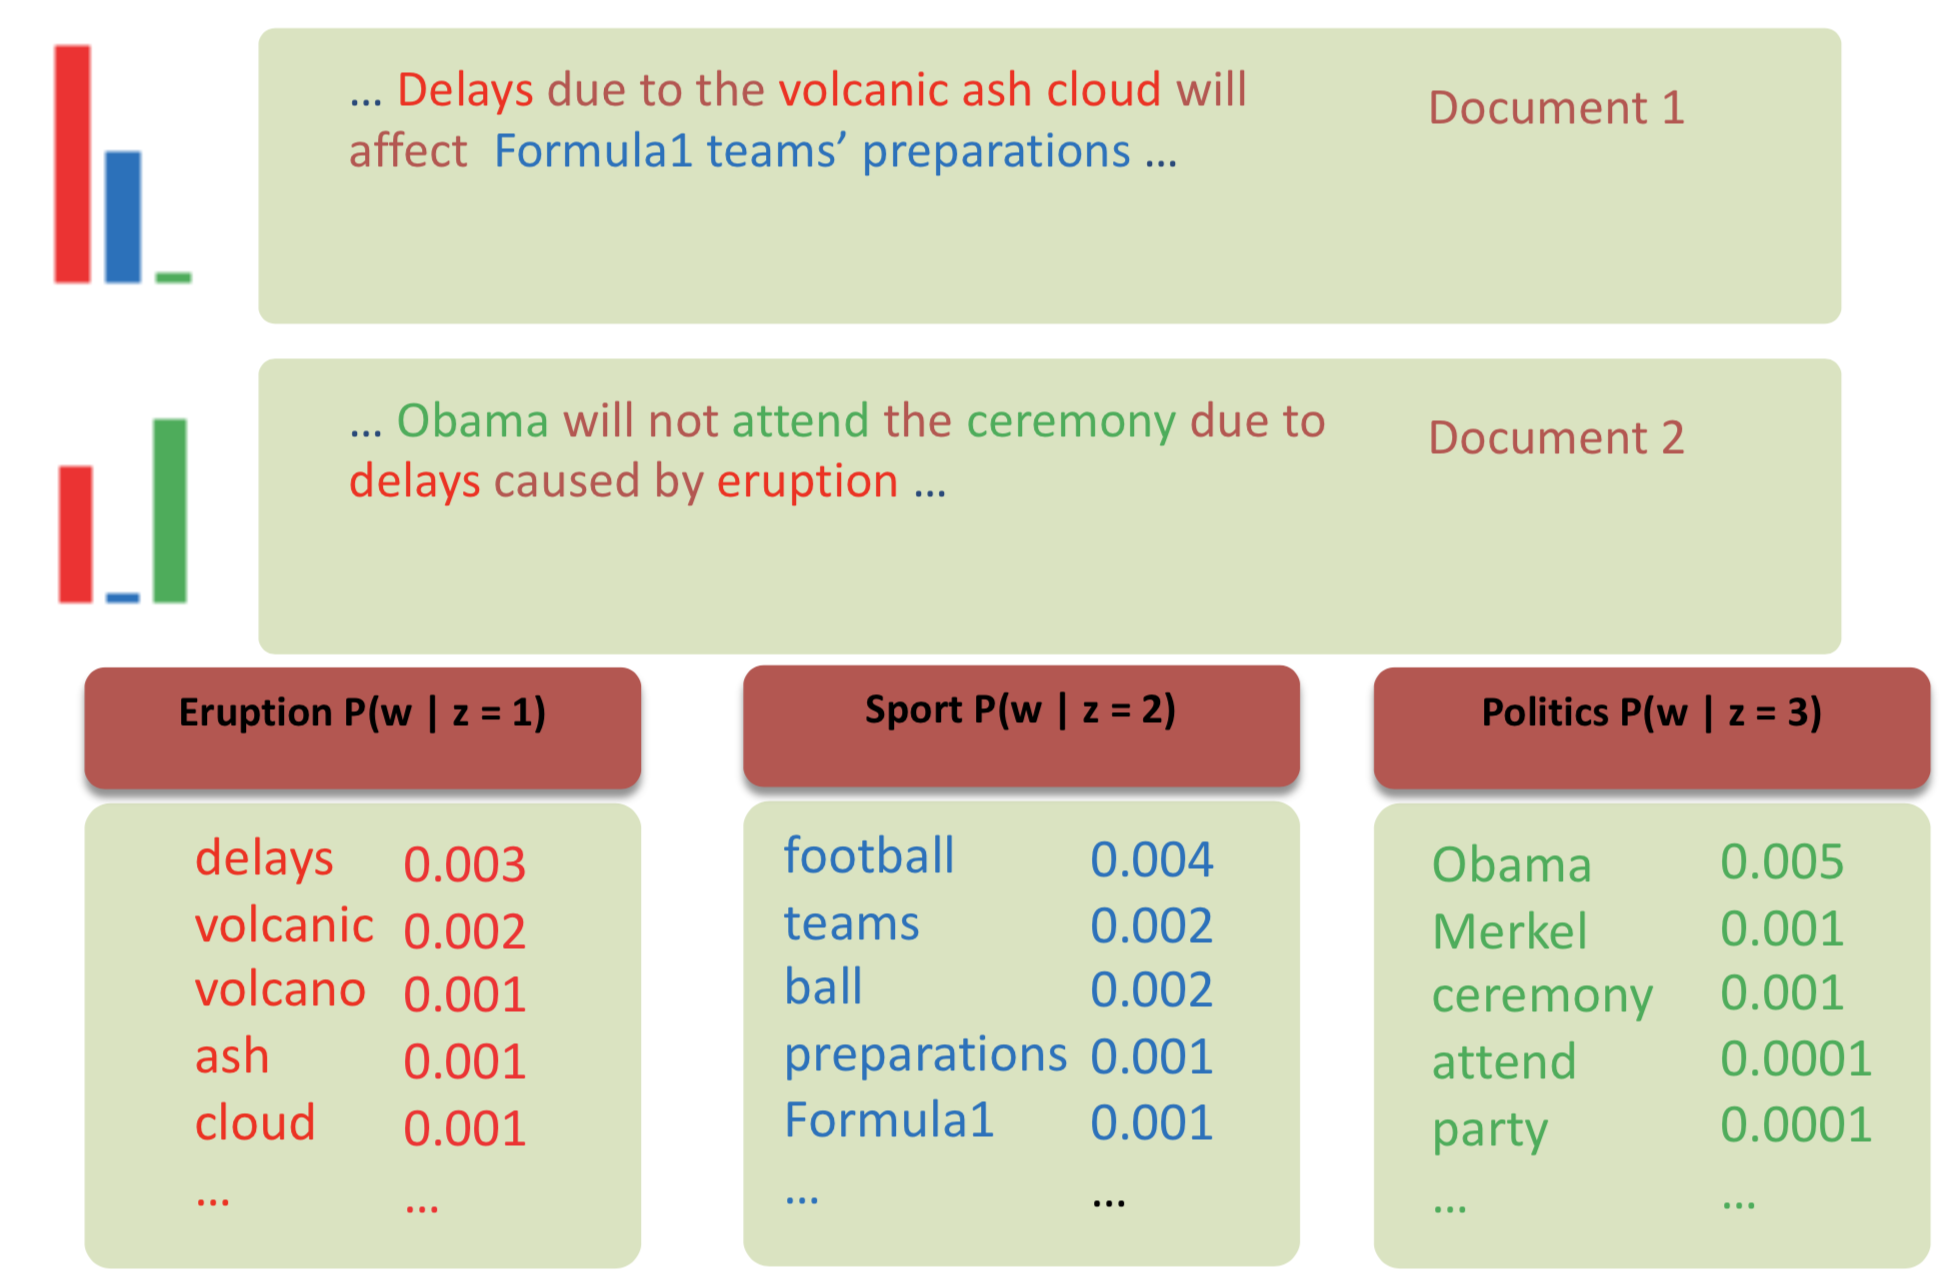 ... Delays due to the volcanic ash cloud will
affect Formula1 teams’ preparations ...
Document 1
... Obama will not attend the ceremony due to
delays caused by eruption ...
Document 2
Eruption P(w | z = 1)
delays 0.003
volcanic 0.002
volcano 0.001
ash 0.001
cloud 0.001
... ...
Sport P(w | z = 2)
football 0.004
teams 0.002
ball 0.002
preparations 0.001
Formula1 0.001
... ...
Politics P(w | z = 3)
Obama 0.005
Merkel 0.001
ceremony 0.001
attend 0.0001
party 0.0001
... ...